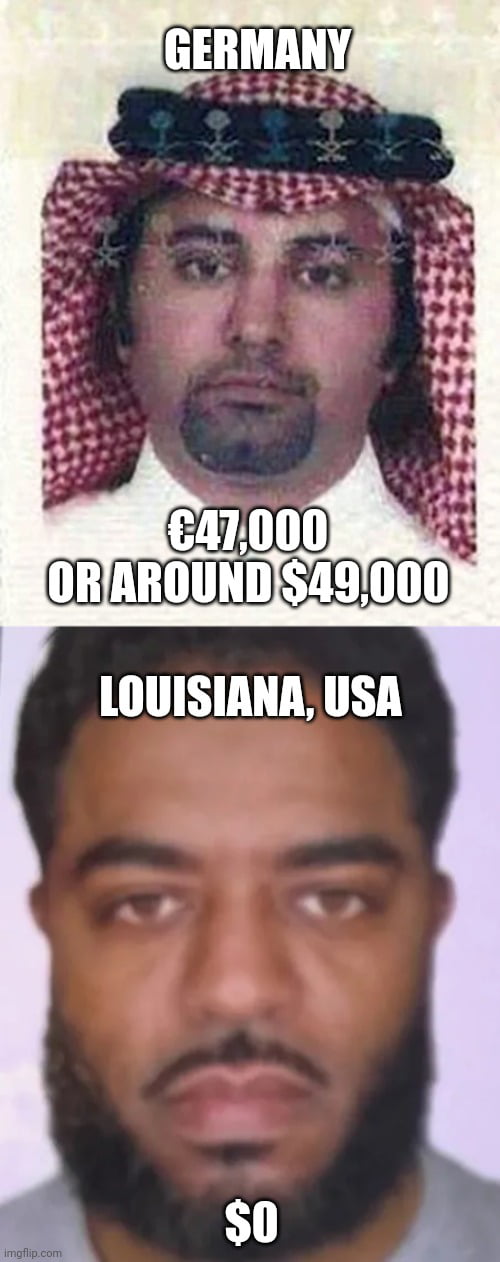 GERMANY
€47,000
OR AROUND $49,000
LOUISIANA, USA
$0
imgflip.com